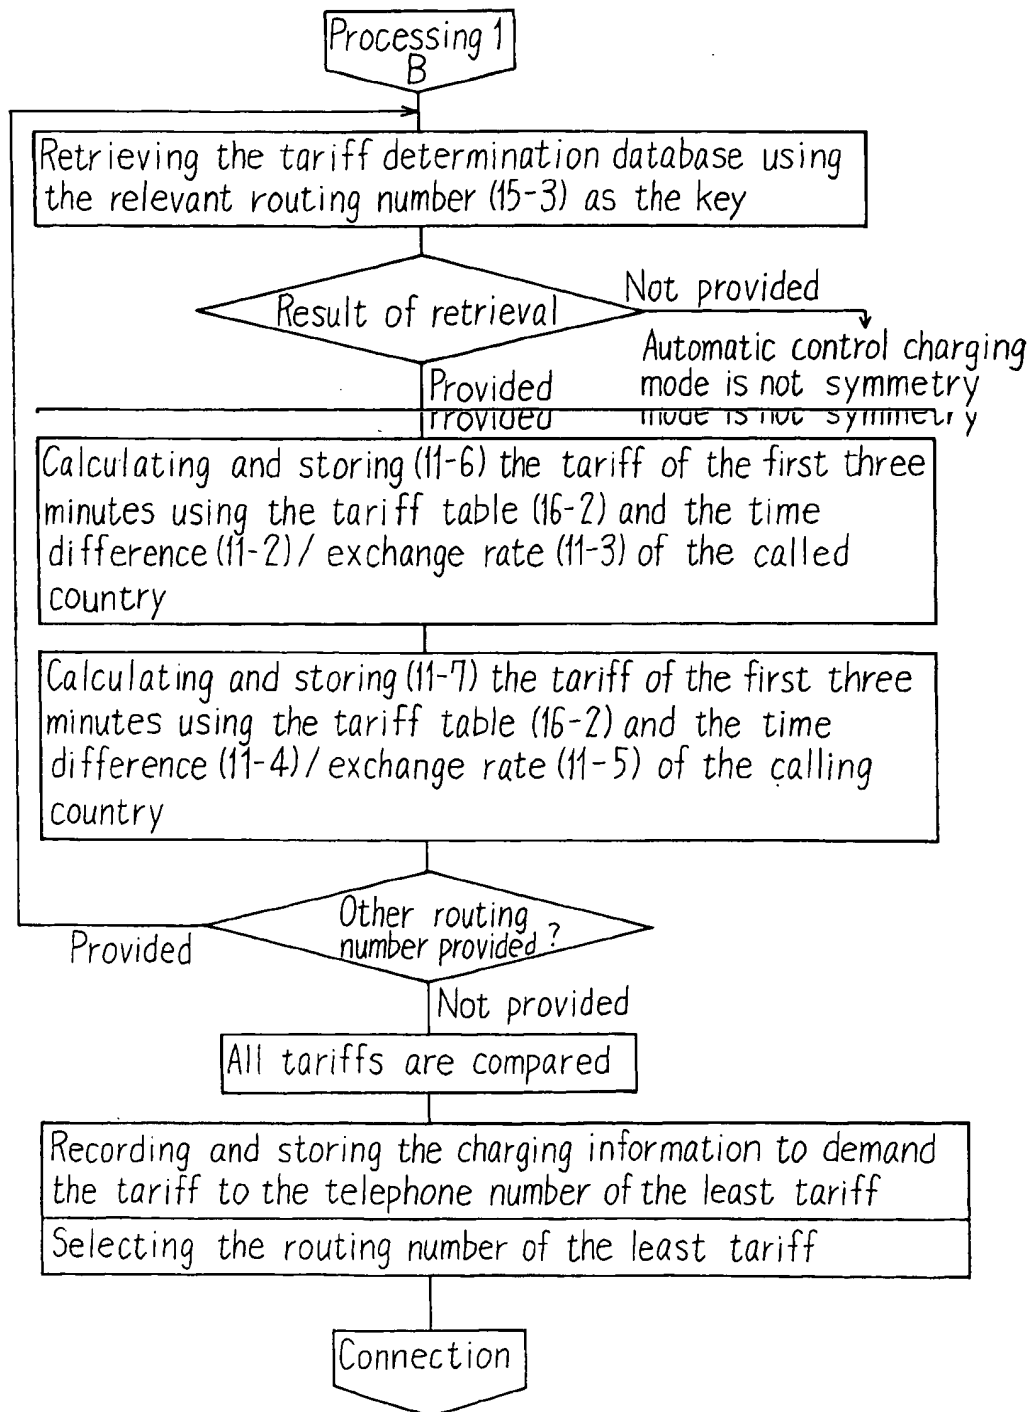 Processing 1
B
Retrieving the tariff determination database using
the relevant routing number (15-3) as the key
Result of retrieval
Not provided
Automatic control charging
mode is not symmetry
Provided
Provided
mode is not symmetry
Calculating and storing (11-6) the tariff of the first three
minutes using the tariff table (16-2) and the time
difference (11-2)/ exchange rate (11-3) of the called
country
Calculating and storing (11-7) the tariff of the first three
minutes using the tariff table (16-2) and the time
difference (11-4)/ exchange rate (11-5) of the calling
country
Other routing
number provided ?
Provided
Not provided
All tariffs are compared
Recording and storing the charging information to demand
the tariff to the telephone number of the least tariff
Selecting the routing number of the least tariff
Connection